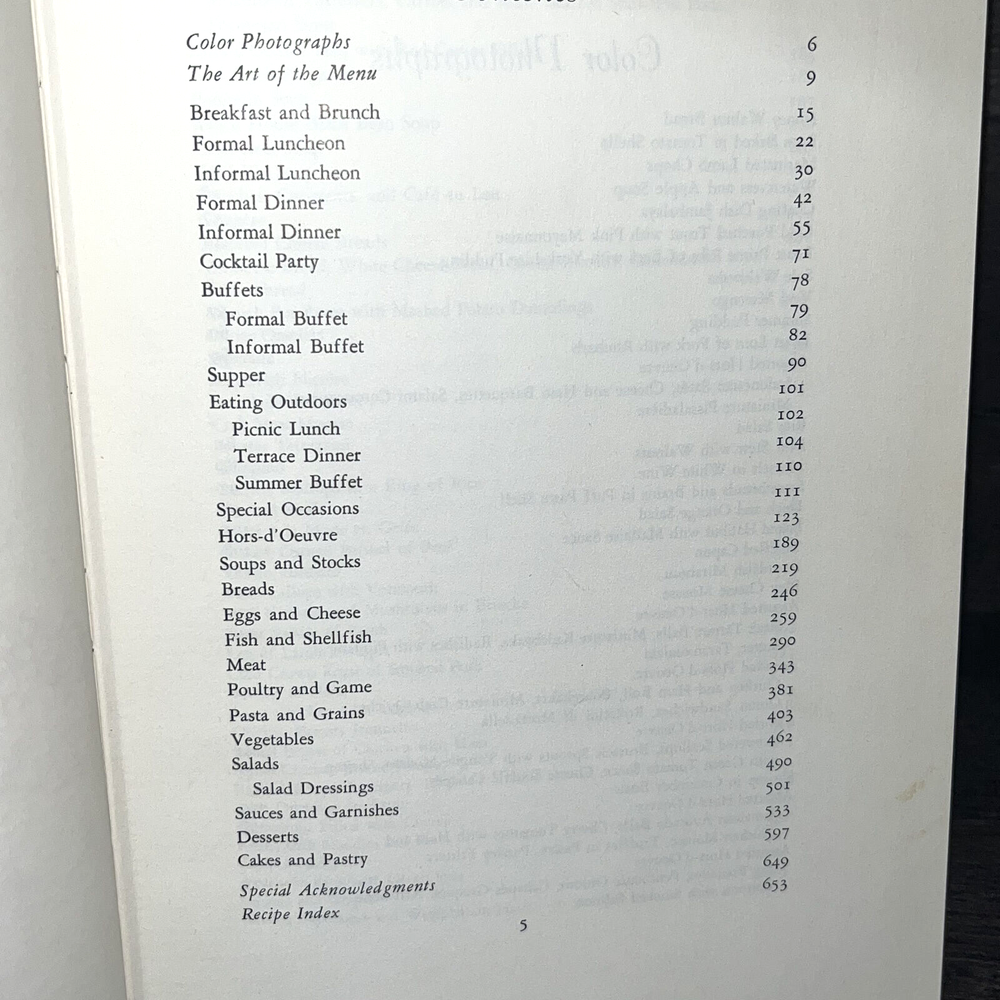 Color Photographs 6
The Art of the Menu 9
Breakfast and Brunch 15
Formal Luncheon 22
Informal Luncheon 30
Formal Dinner 42
Informal Dinner 55
Cocktail Party 71
Buffets 78
Formal Buffet 79
Informal Buffet 82
Supper 90
Eating Outdoors 101
Picnic Lunch 102
Terrace Dinner 104
Summer Buffet 110
Special Occasions 111
Hors-d'Oeuvre 123
Soups and Stocks 189
Breads 219
Eggs and Cheese 246
Fish and Shellfish 259
Meat 290
Poultry and Game 343
Pasta and Grains 381
Vegetables 403
Salads 462
Salad Dressings 490
Sauces and Garnishes 501
Desserts 533
Cakes and Pastry 597
Special Acknowledgments 649
Recipe Index 653
5